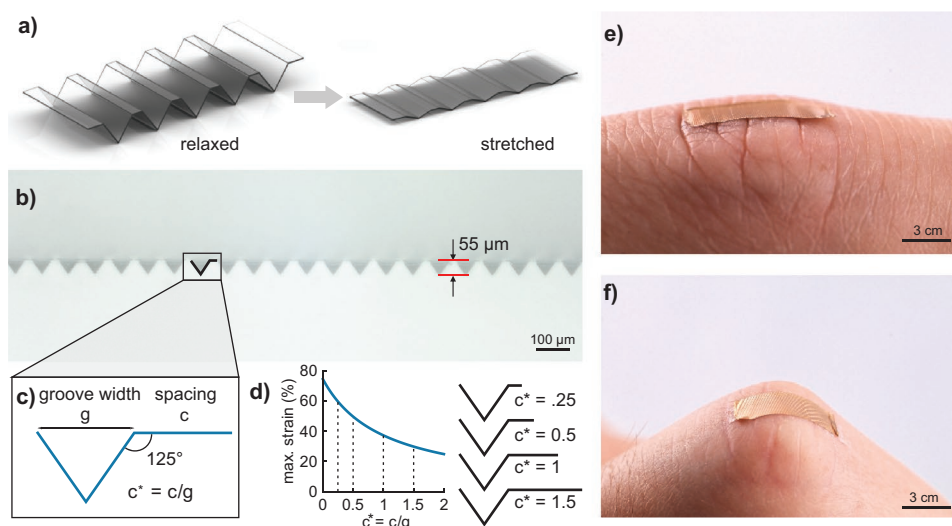 a)
relaxed
stretched
b)
55 µm
100 µm
c)
groove width
g
spacing
c
125°
c* = c/g
d)
max. strain (%)
80
60
40
20
0
0
0.5
1
1.5
2
c*= c/g
c* = .25
c* = 0.5
c* = 1
c* = 1.5
e)
3 cm
f)
3 cm